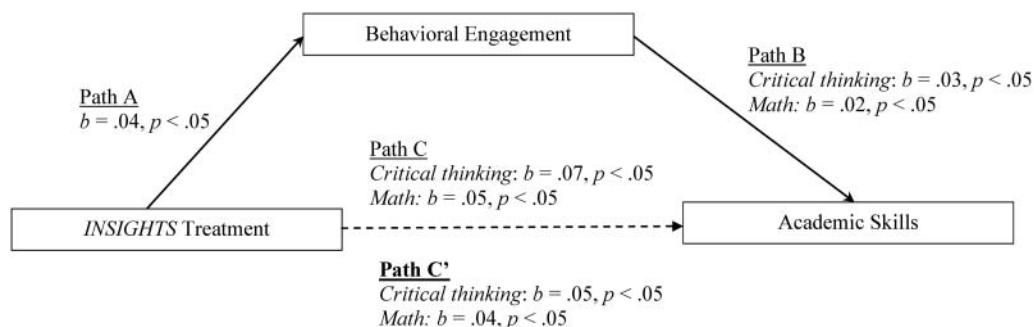 Behavioral Engagement
Path A
b = .04, p < .05
Path B
Critical thinking: b = .03, p < .05
Math: b = .02, p < .05
Path C
Critical thinking: b = .07, p < .05
Math: b = .05, p < .05
INSIGHTS Treatment
Academic Skills
Path C’
Critical thinking: b = .05, p < .05
Math: b = .04, p < .05